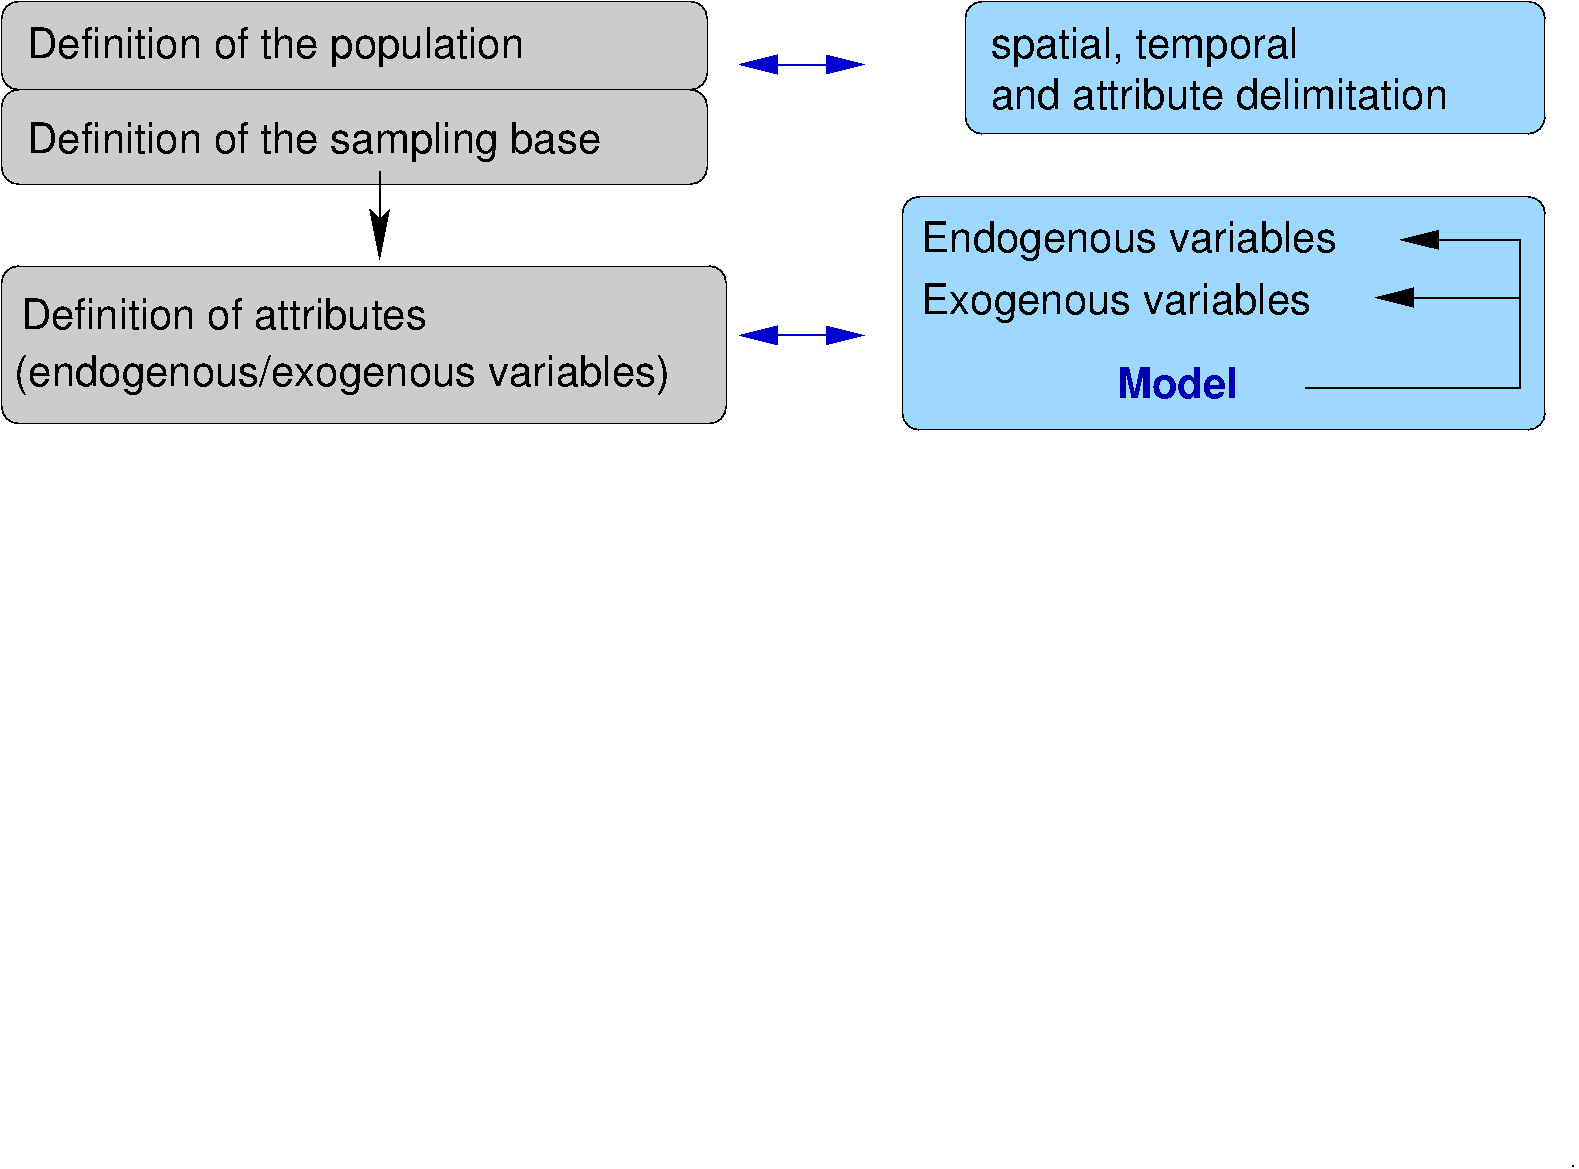 Definition of the population
Definition of the sampling base
spatial, temporal
and attribute delimitation
Definition of attributes
(endogenous/exogenous variables)
Endogenous variables
Exogenous variables
Model